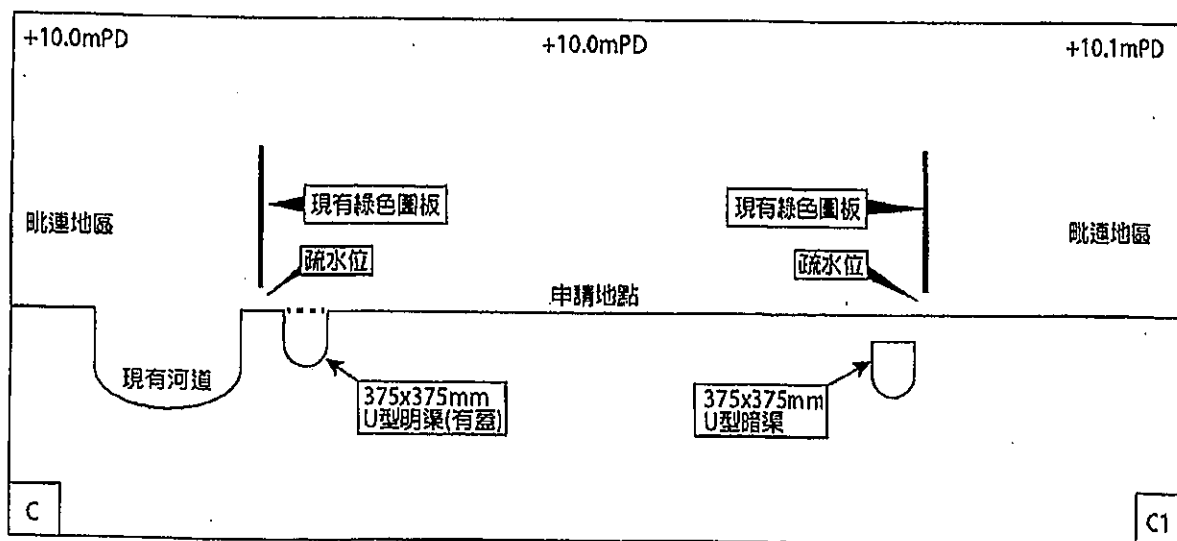 +10.0mPD
+10.0mPD
+10.1mPD
現有綠色圍板
現有綠色圍板
毗連地區
毗連地區
疏水位
疏水位
申請地點
現有河道
375x375mm
U型明渠(有蓋)
375x375mm
U型暗渠
C
C1